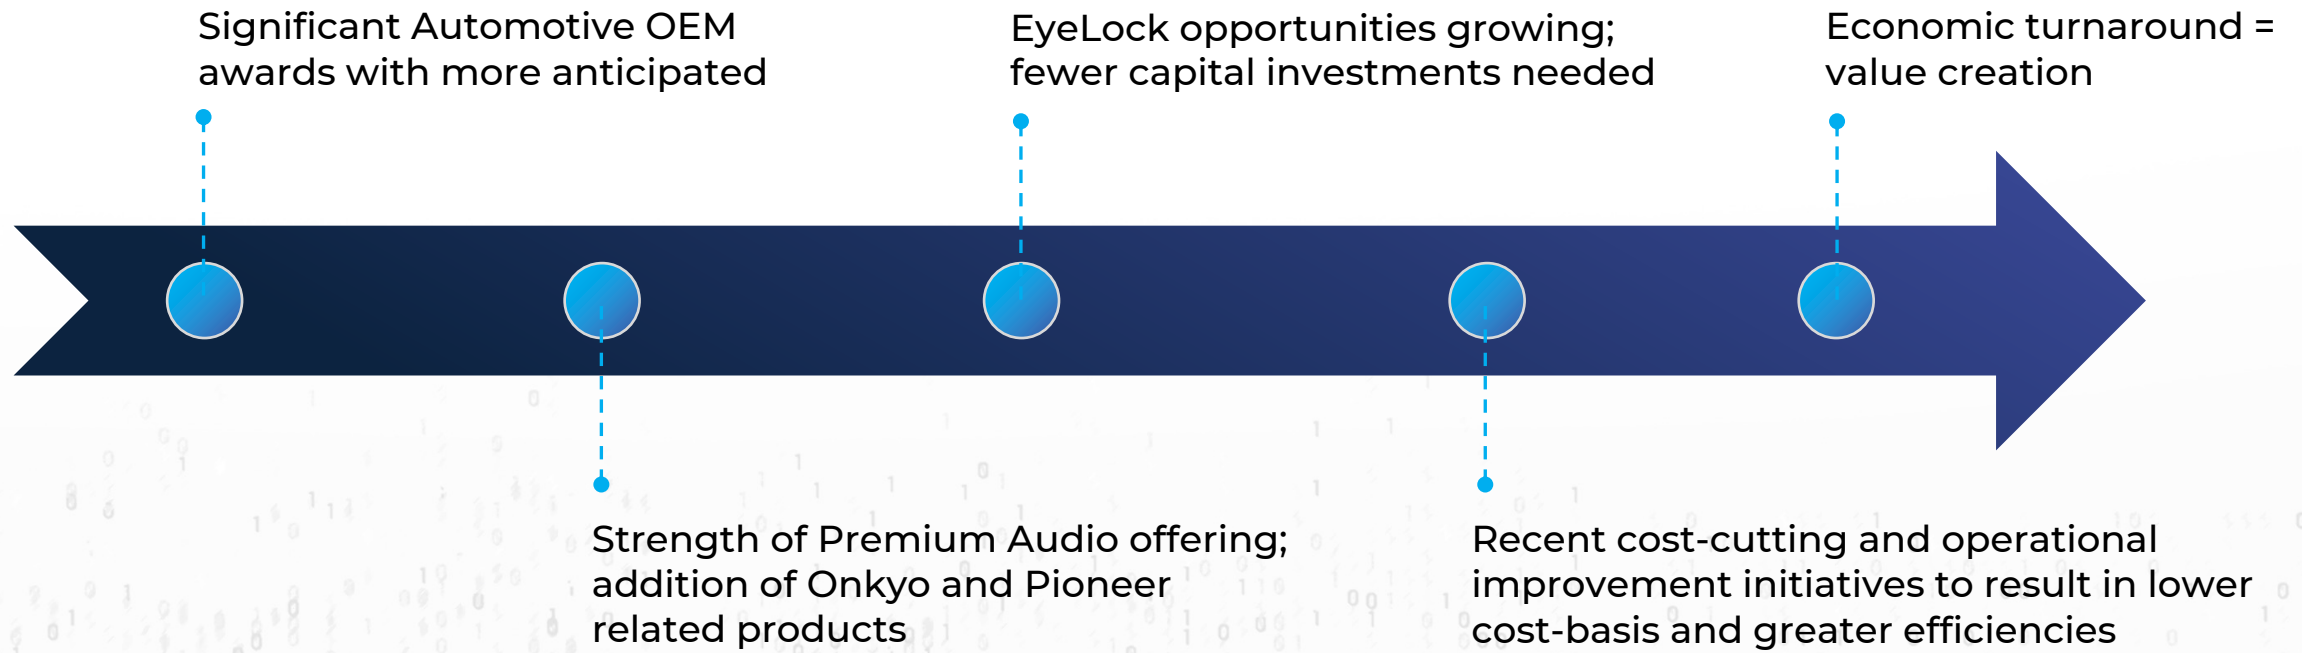 Significant Automotive OEM
awards with more anticipated
EyeLock opportunities growing;
fewer capital investments needed
Economic turnaround =
value creation
Strength of Premium Audio offering;
addition of Onkyo and Pioneer
related products
Recent cost-cutting and operational
improvement initiatives to result in lower
cost-basis and greater efficiencies